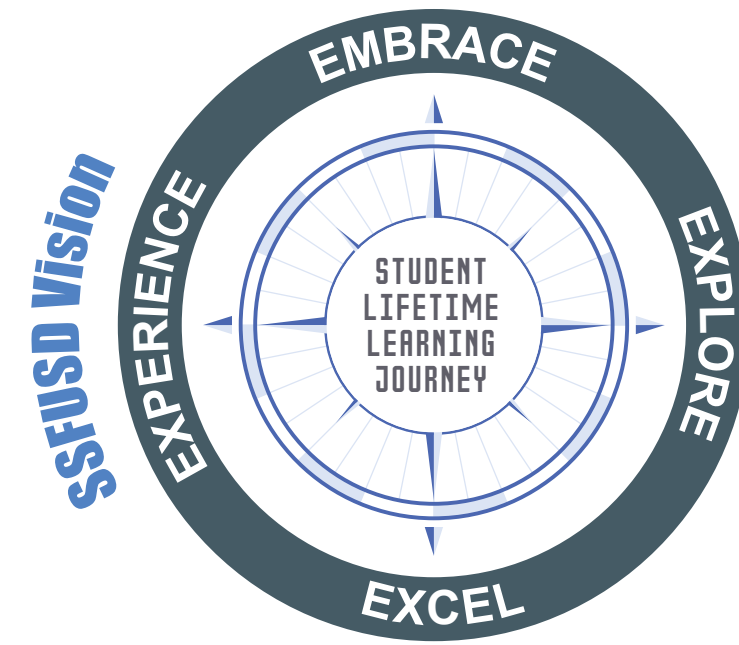 SSFUSD Vision
EMBRACE
EXPLORE
EXCEL
EXPERIENCE
STUDENT
LIFETIME
LEARNING
JOURNEY